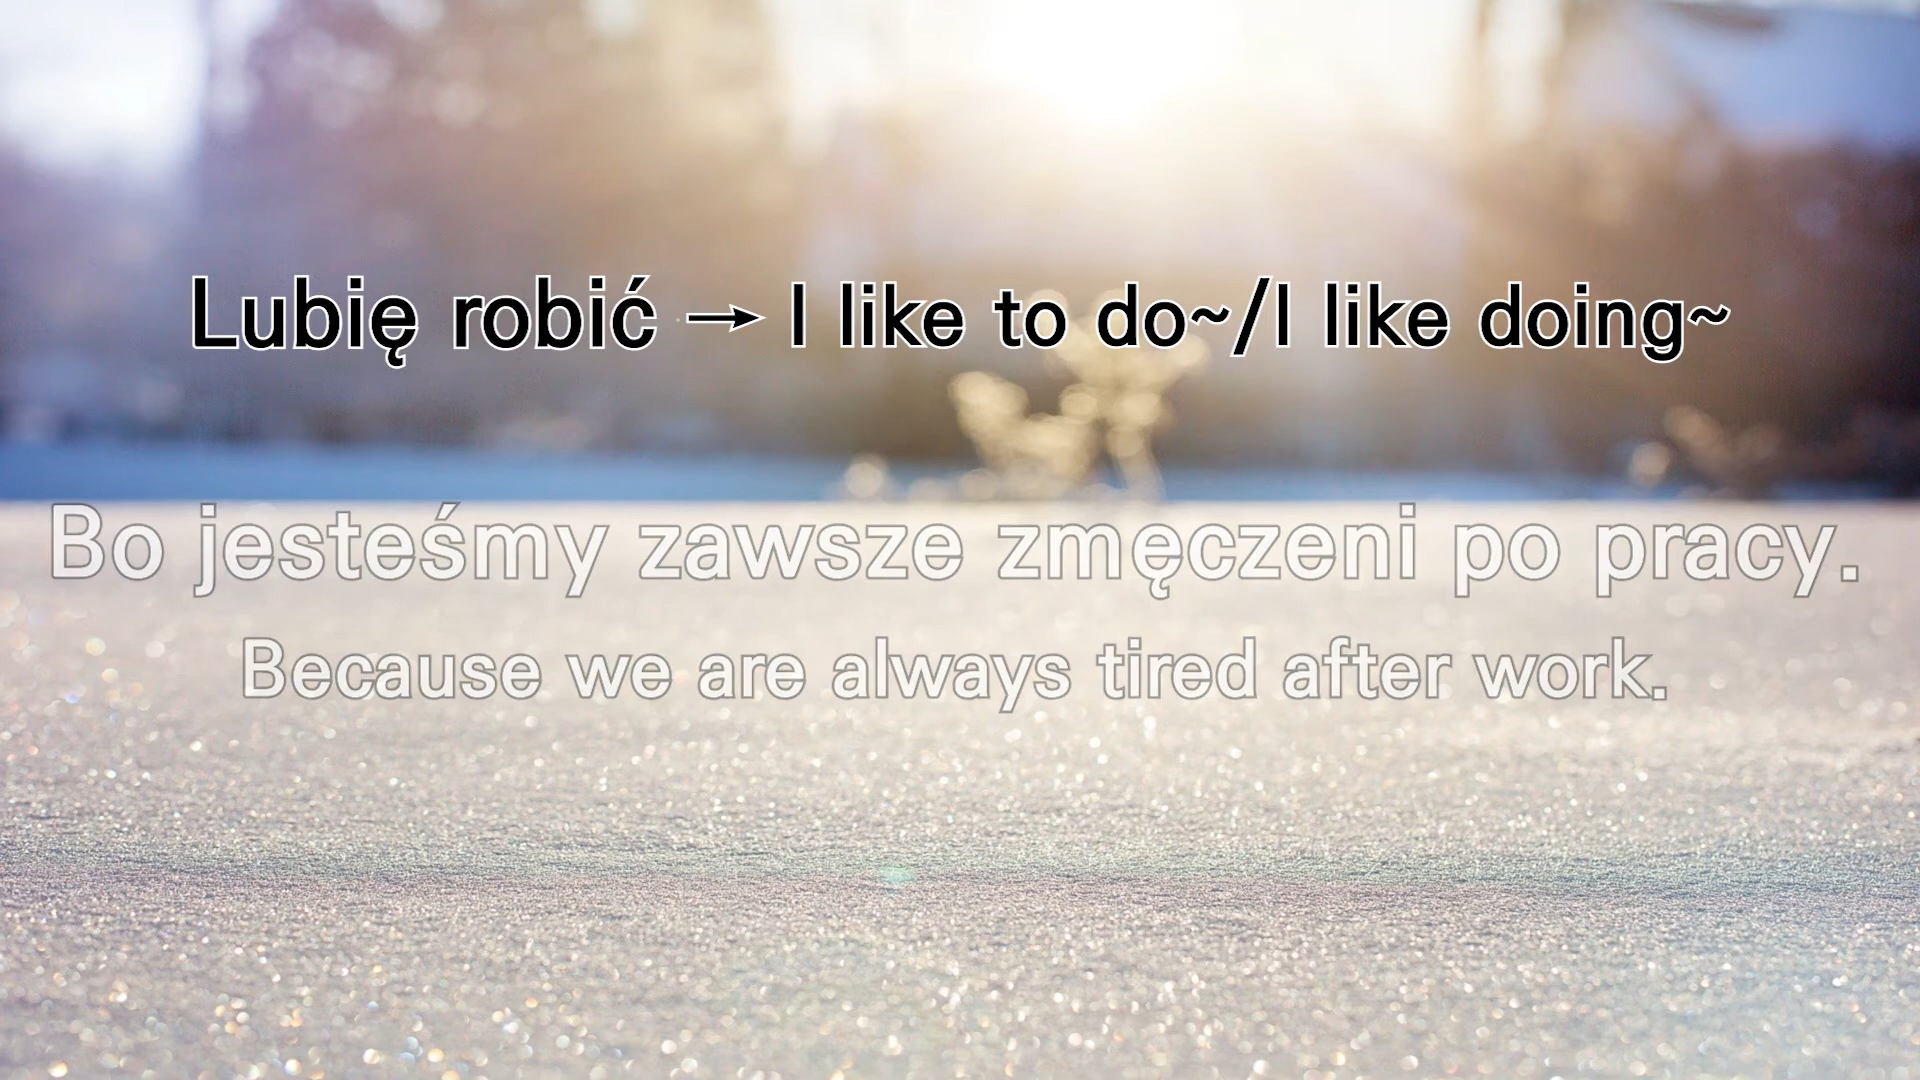 Lubię robić → I like to do~/I like doing~
Bo jesteśmy zawsze zmęczeni po pracy.
Because we are always tired after work.